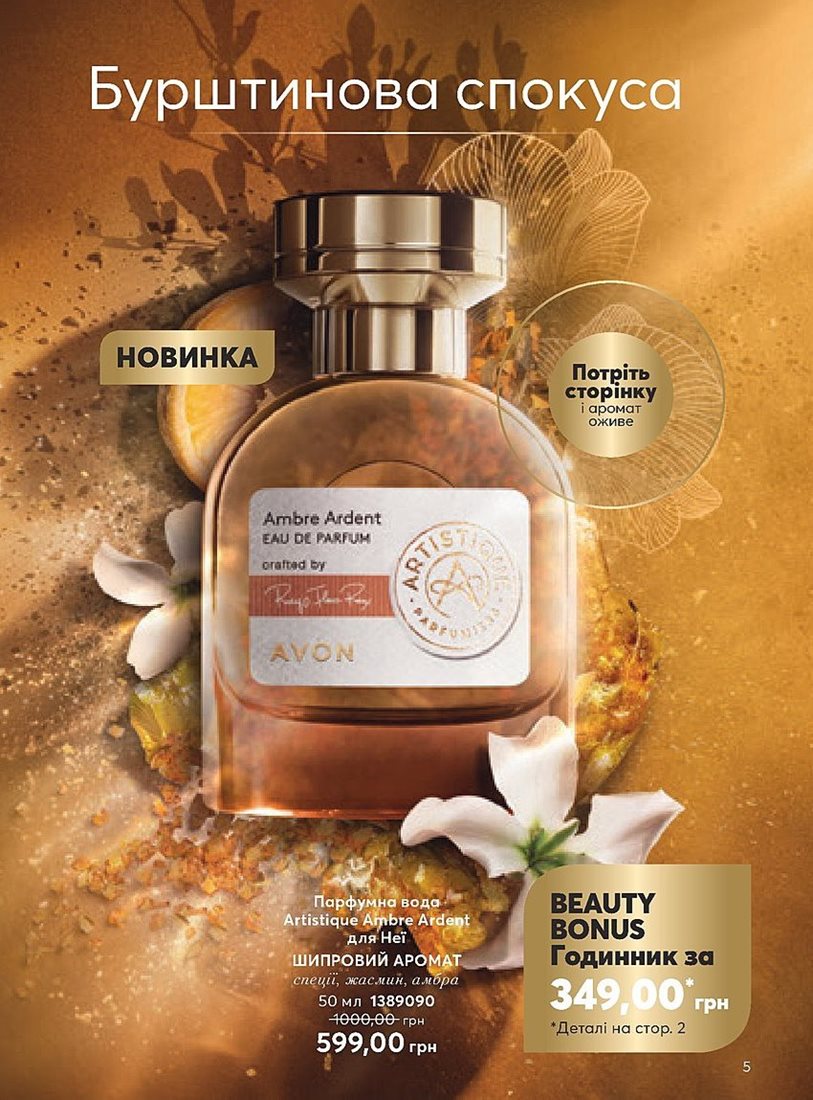 Бурштинова спокуса
НОВИНКА
Потріть
сторінку
і аромат
оживе
Ambre Ardent
EAU DE PARFUM
crafted by
ARTISTIQUE
PARFUMIERS
AVON
Парфумна вода
Artistique Ambre Ardent
для Неї
ШИПРОВИЙ АРОМАТ
спеції, жасмин, амбра
50 мл 1389090
1000,00 грн
599,00 грн
BEAUTY
BONUS
Годинник за
349,00* грн
*Деталі на стор. 2
5